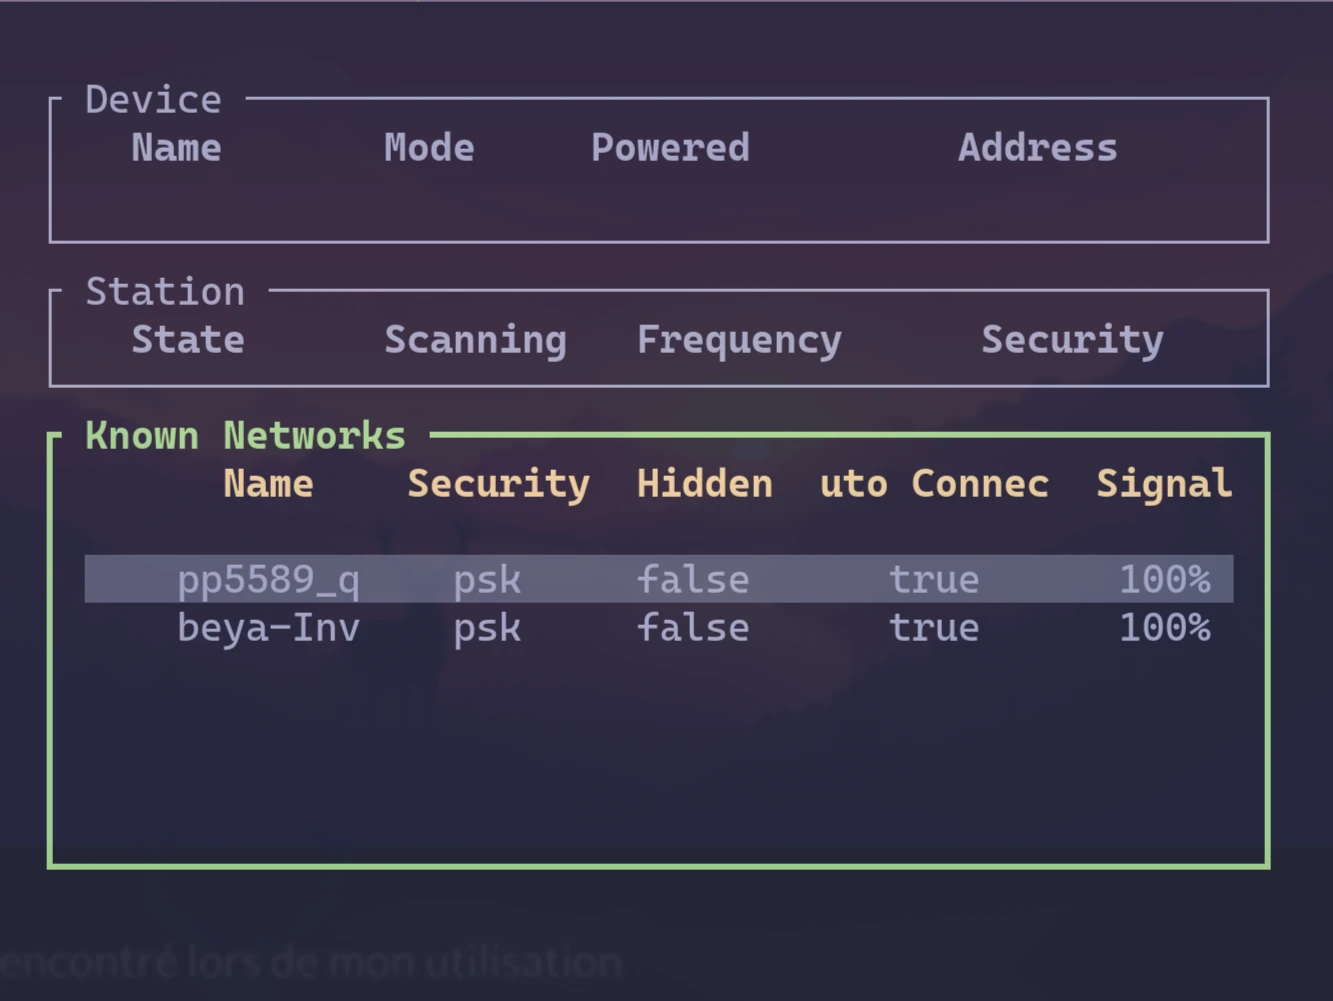 Device
Name Mode Powered Address
Station
State Scanning Frequency Security
Known Networks
Name Security Hidden uto Connec Signal
pp5589_q psk false true 100%
beya-Inv psk false true 100%
encontré lors de mon utilisation